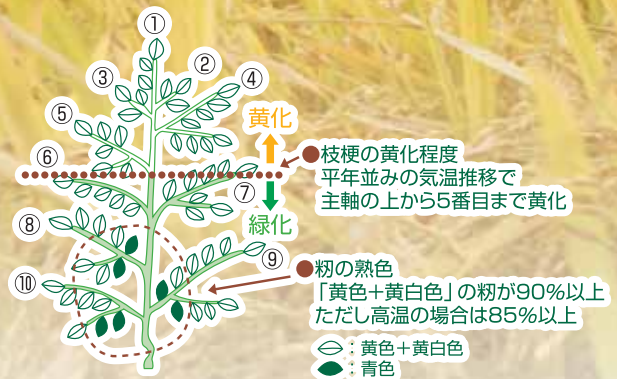 ①
②
③
④
⑤
黄化
⑥
●枝梗の黄化程度
平年並みの気温推移で
主軸の上から5番目まで黄化
⑦
緑化
⑧
⑨
●籾の熟色
「黄色+黄白色」の籾が90%以上
ただし高温の場合は85%以上
⑩
:黄色+黄白色
:青色